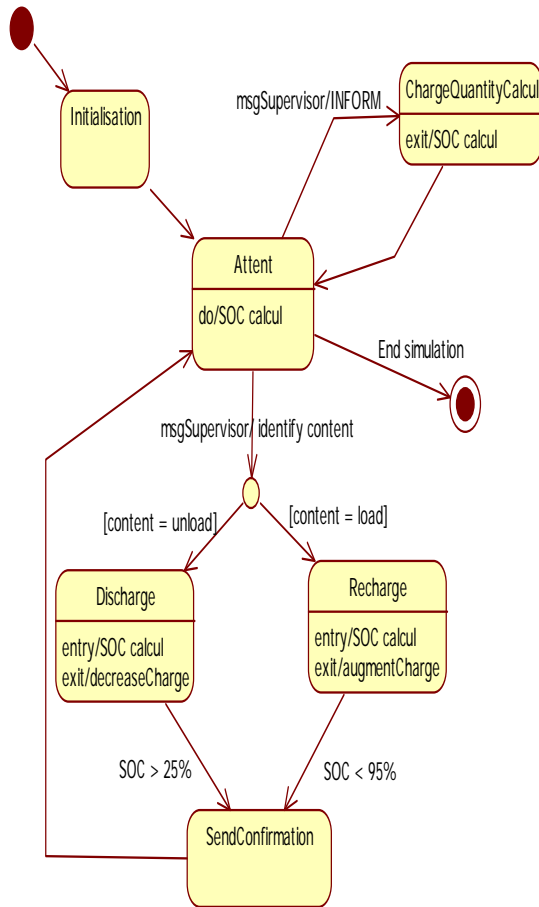 Initialisation
msgSupervisor/INFORM
ChargeQuantityCalcul
exit/SOC calcul
Attent
do/SOC calcul
End simulation
msgSupervisor/ identify content
[content = unload]
[content = load]
Discharge
entry/SOC calcul
exit/decreaseCharge
Recharge
entry/SOC calcul
exit/augmentCharge
SOC > 25%
SOC < 95%
SendConfirmation